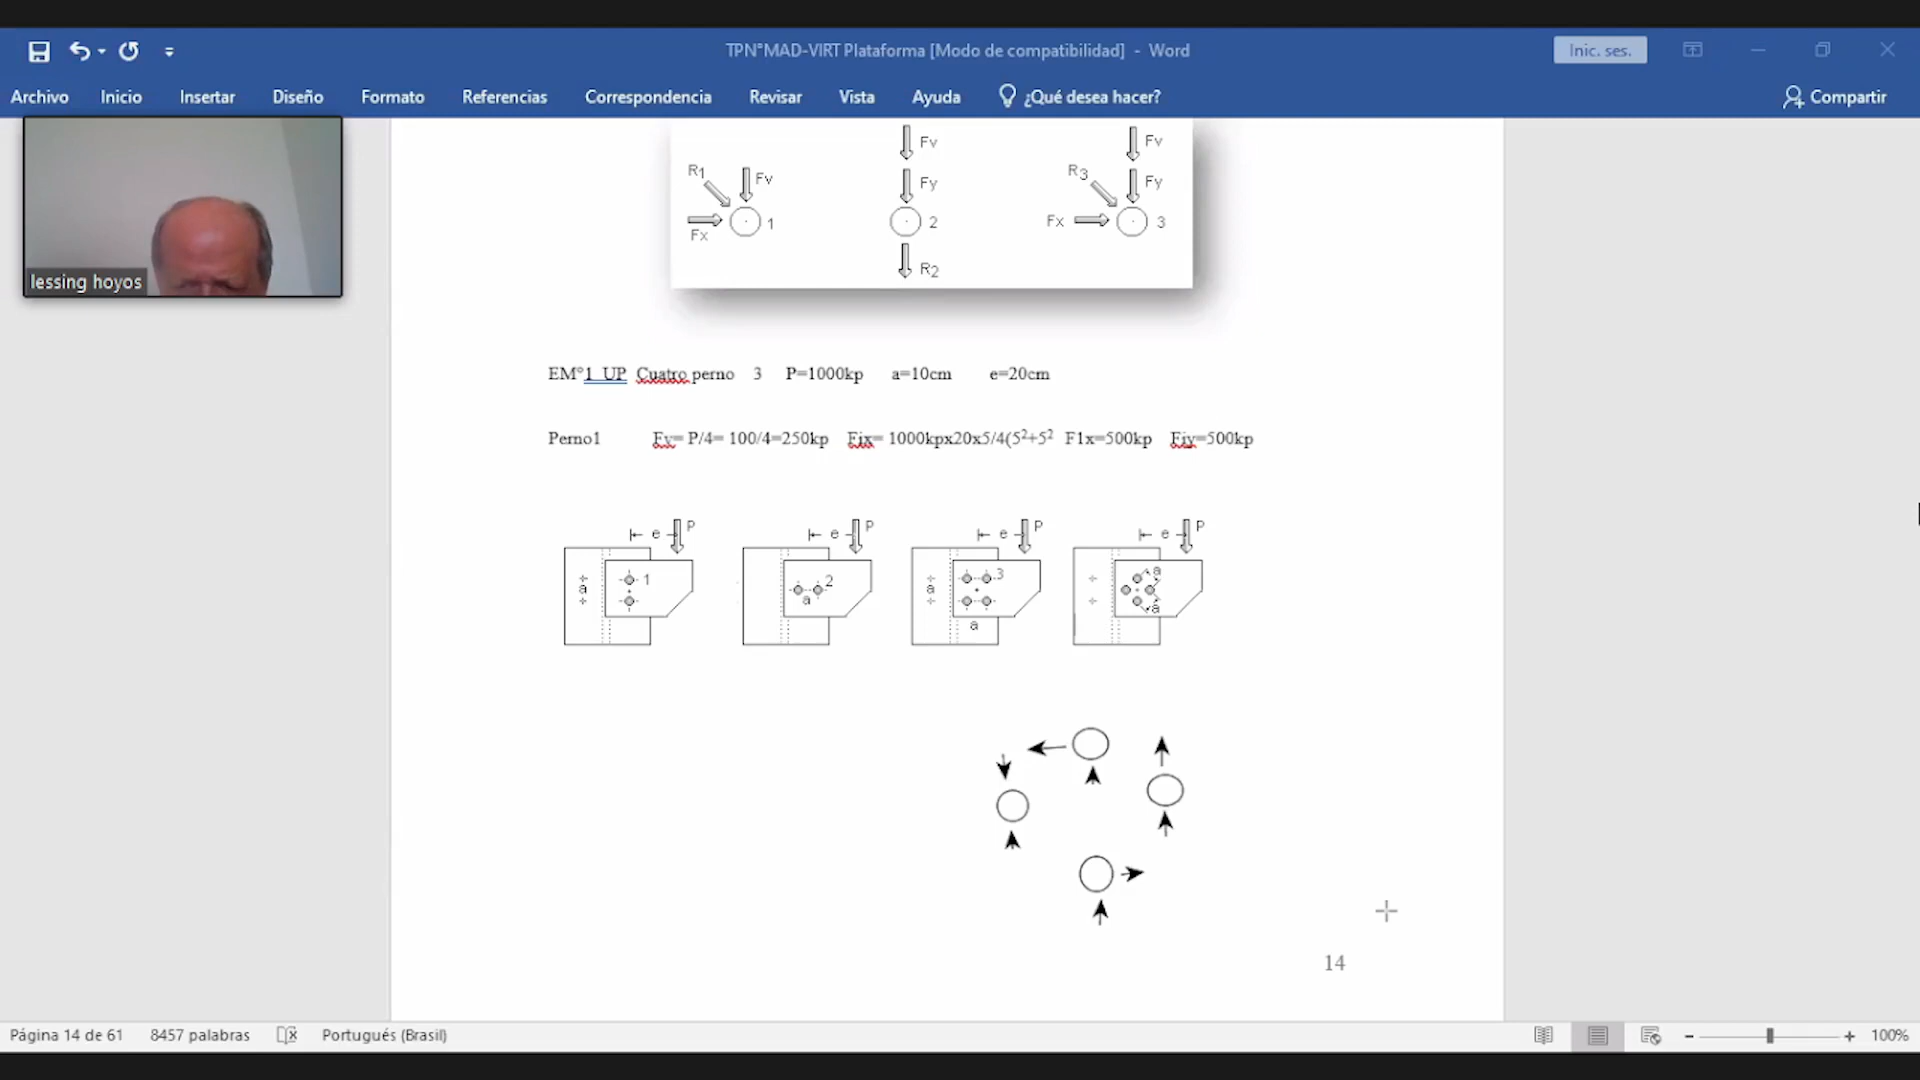 TPN°MAD-VIRT Plataforma [Modo de compatibilidad] - Word
Inic. ses.
Archivo Inicio Insertar Diseño Formato Referencias Correspondencia Revisar Vista Ayuda ¿Qué desea hacer? Compartir
lessing hoyos
Fv Fv
R1 Fv Fy R3 Fy
1 2 Fx 3
Fx
R2
EM°1 UP Cuatro perno 3 P=1000kp a=10cm e=20cm
Perno1 Fv= P/4= 100/4=250kp Fix= 1000kpx20x5/4(5²+5² F1x=500kp Fiy=500kp
e P e P e P e P
1 2 3 a
a a a a
a
14
Página 14 de 61 8457 palabras Portugués (Brasil) 100%